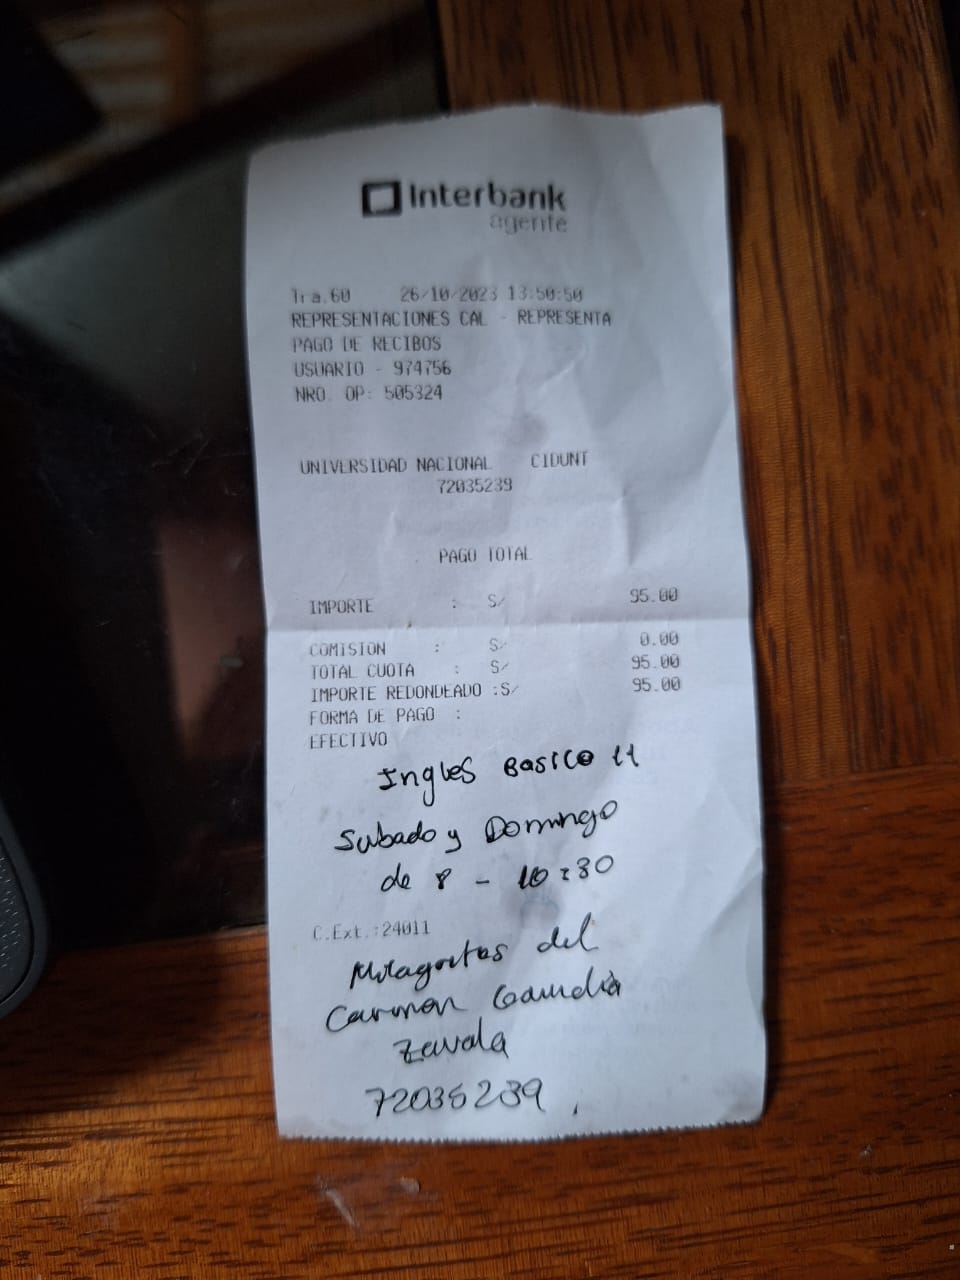 Interbank
agente
Tra.60 26/10/2023 13:50:50
REPRESENTACIONES CAL - REPRESENTA
PAGO DE RECIBOS
USUARIO - 974756
NRO. OP: 505324
UNIVERSIDAD NACIONAL CIDUNT
72035239
PAGO TOTAL
IMPORTE : S/ 95.00
COMISION : S/ 0.00
TOTAL CUOTA : S/ 95.00
IMPORTE REDONDEADO :S/ 95.00
FORMA DE PAGO :
EFECTIVO
Ingles Basico 11
Sabado y Domingo
de 8 - 10:30
C.Ext.:24011
Milagritos del
Carmen Gaudia
Zavala
72035239